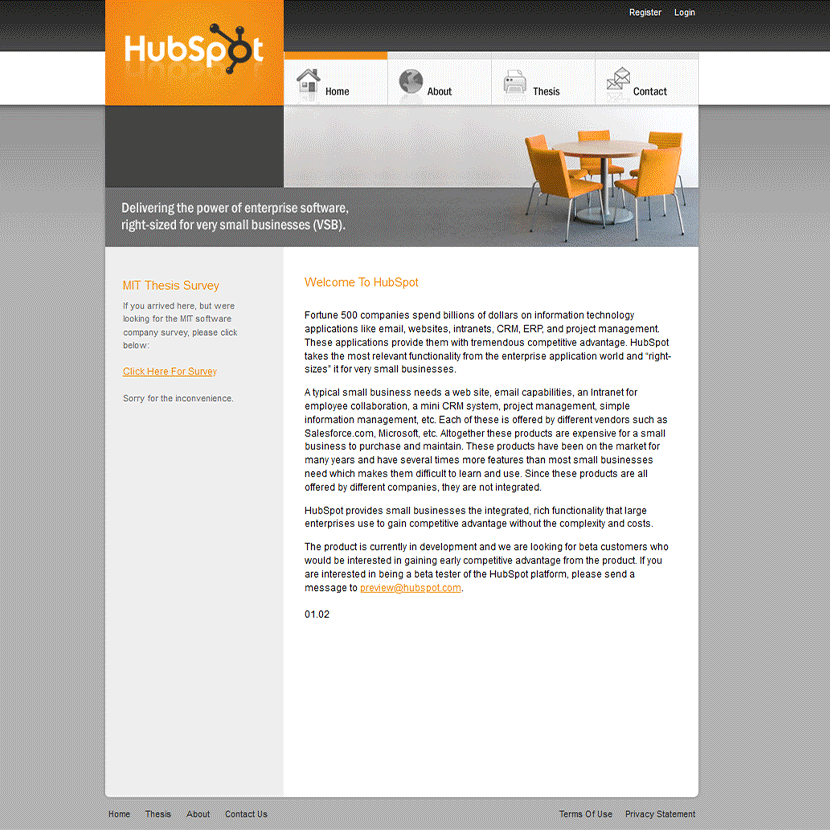 Register Login
HubSpot
Home About Thesis Contact
Delivering the power of enterprise software,
right-sized for very small businesses (VSB).
MIT Thesis Survey
If you arrived here, but were
looking for the MIT software
company survey, please click
below:
Click Here For Survey
Sorry for the inconvenience.
Welcome To HubSpot
Fortune 500 companies spend billions of dollars on information technology
applications like email, websites, intranets, CRM, ERP, and project management.
These applications provide them with tremendous competitive advantage. HubSpot
takes the most relevant functionality from the enterprise application world and “right-
sizes” it for very small businesses.
A typical small business needs a web site, email capabilities, an Intranet for
employee collaboration, a mini CRM system, project management, simple
information management, etc. Each of these is offered by different vendors such as
Salesforce.com, Microsoft, etc. Altogether these products are expensive for a small
business to purchase and maintain. These products have been on the market for
many years and have several times more features than most small businesses
need which makes them difficult to learn and use. Since these products are all
offered by different companies, they are not integrated.
HubSpot provides small businesses the integrated, rich functionality that large
enterprises use to gain competitive advantage without the complexity and costs.
The product is currently in development and we are looking for beta customers who
would be interested in gaining early competitive advantage from the product. If you
are interested in being a beta tester of the HubSpot platform, please send a
message to preview@hubspot.com.
01.02
Home Thesis About Contact Us Terms Of Use Privacy Statement